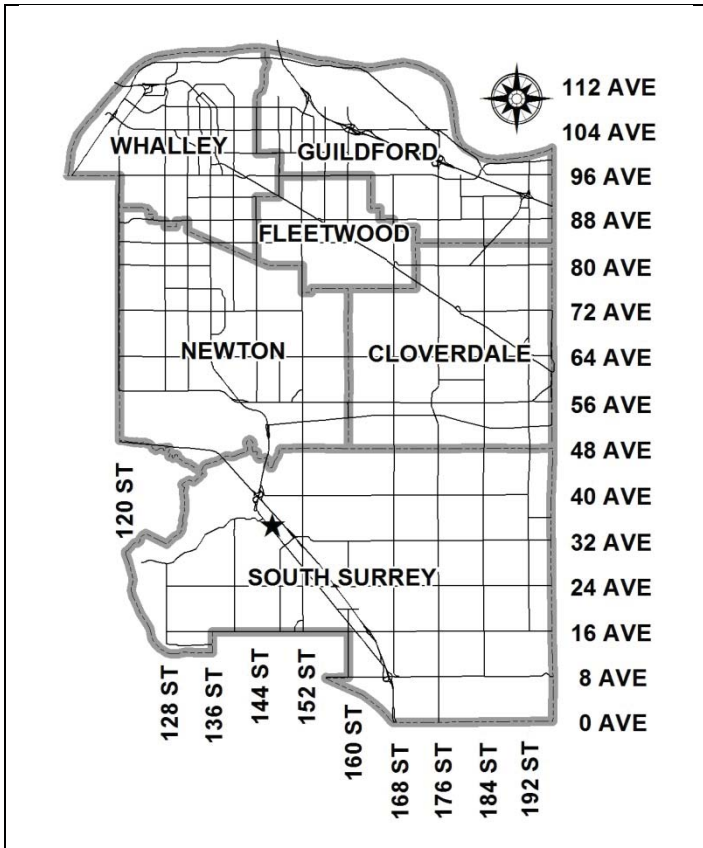 112 AVE
104 AVE
WHALLEY
GUILDFORD
96 AVE
88 AVE
FLEETWOOD
80 AVE
72 AVE
NEWTON
CLOVERDALE
64 AVE
56 AVE
48 AVE
120 ST
40 AVE
32 AVE
SOUTH SURREY
24 AVE
16 AVE
128 ST
136 ST
144 ST
152 ST
160 ST
8 AVE
168 ST
176 ST
184 ST
192 ST
0 AVE